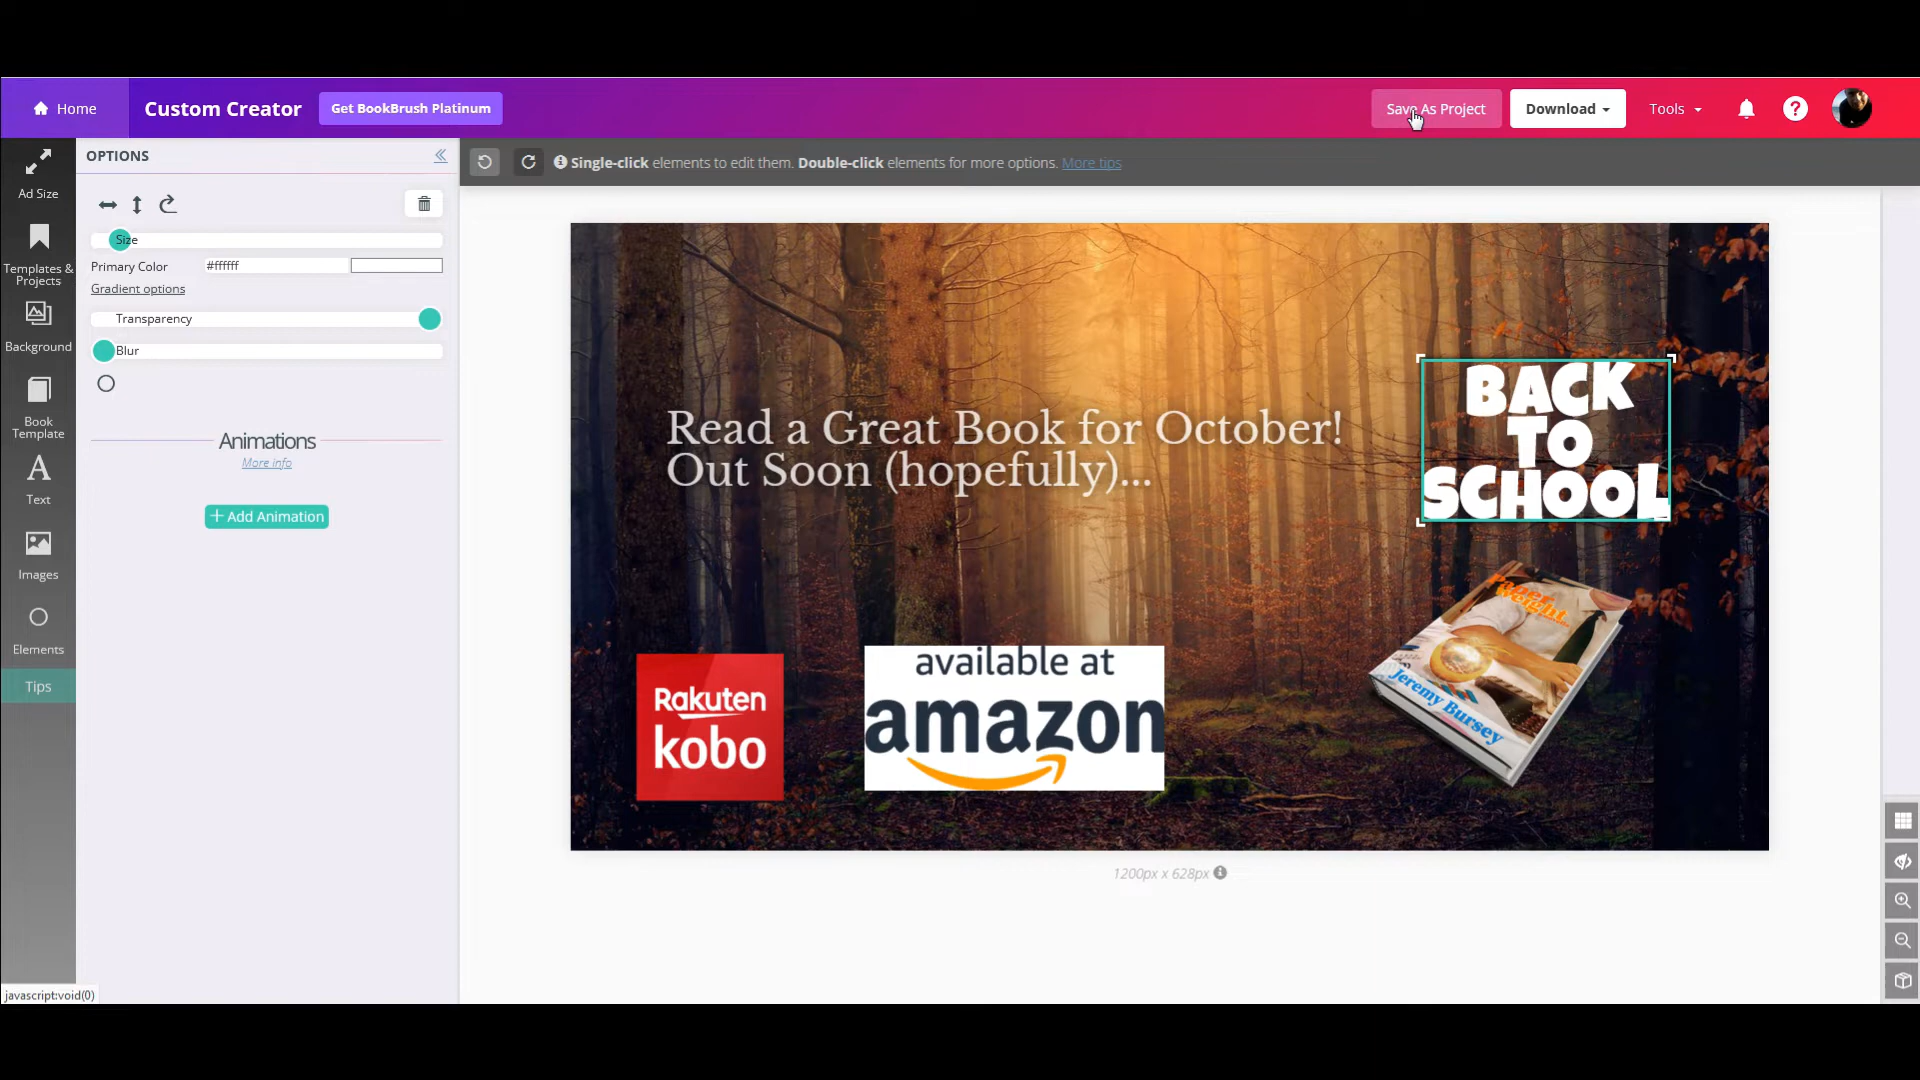 Home
Custom Creator
Get BookBrush Platinum
Save As Project
Download
Tools
OPTIONS
Single-click elements to edit them. Double-click elements for more options. More tips
Ad Size
Templates &
Projects
Background
Book
Template
Text
Images
Elements
Tips
Size
Primary Color #ffffff
Gradient options
Transparency
Blur
Animations
More info
+ Add Animation
Read a Great Book for October!
Out Soon (hopefully)...
BACK
TO
SCHOOL
Rakuten
kobo
available at
amazon
Paper
Weight
Jeremy Bursey
1200px x 628px
javascript:void(0)